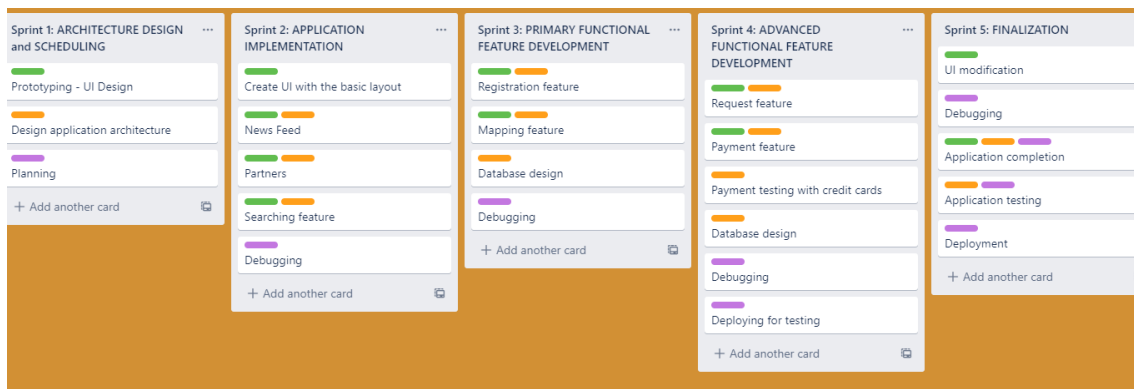 Sprint 1: ARCHITECTURE DESIGN
and SCHEDULING
Prototyping - UI Design
Design application architecture
Planning
+ Add another card
Sprint 2: APPLICATION
IMPLEMENTATION
Create UI with the basic layout
News Feed
Partners
Searching feature
Debugging
+ Add another card
Sprint 3: PRIMARY FUNCTIONAL
FEATURE DEVELOPMENT
Registration feature
Mapping feature
Database design
Debugging
+ Add another card
Sprint 4: ADVANCED
FUNCTIONAL FEATURE
DEVELOPMENT
Request feature
Payment feature
Payment testing with credit cards
Database design
Debugging
Deploying for testing
+ Add another card
Sprint 5: FINALIZATION
UI modification
Debugging
Application completion
Application testing
Deployment
+ Add another card